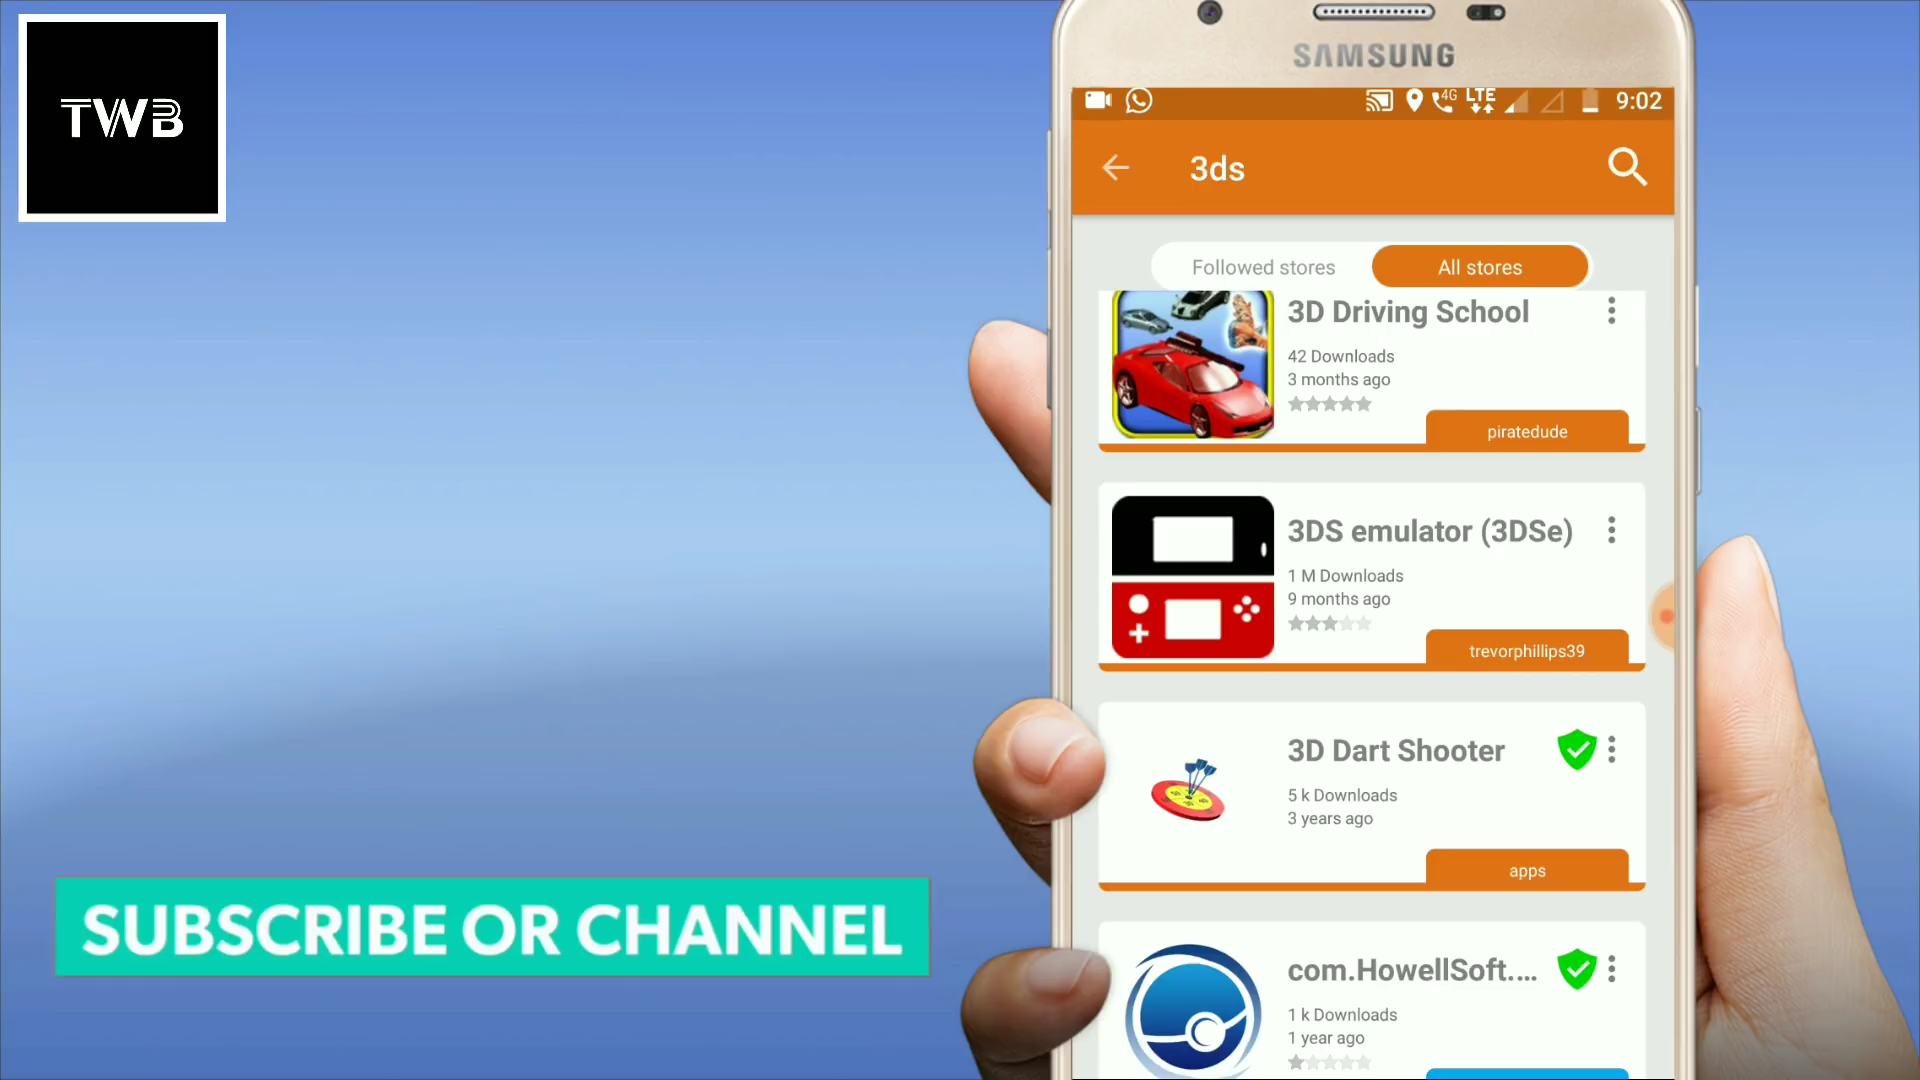 TWB
SAMSUNG
4G LTE 9:02
3ds
Followed stores
All stores
3D Driving School
42 Downloads
3 months ago
piratedude
3DS emulator (3DSe)
1 M Downloads
9 months ago
trevorphillips39
3D Dart Shooter
5 k Downloads
3 years ago
apps
com.HowellSoft....
1 k Downloads
1 year ago
SUBSCRIBE OR CHANNEL